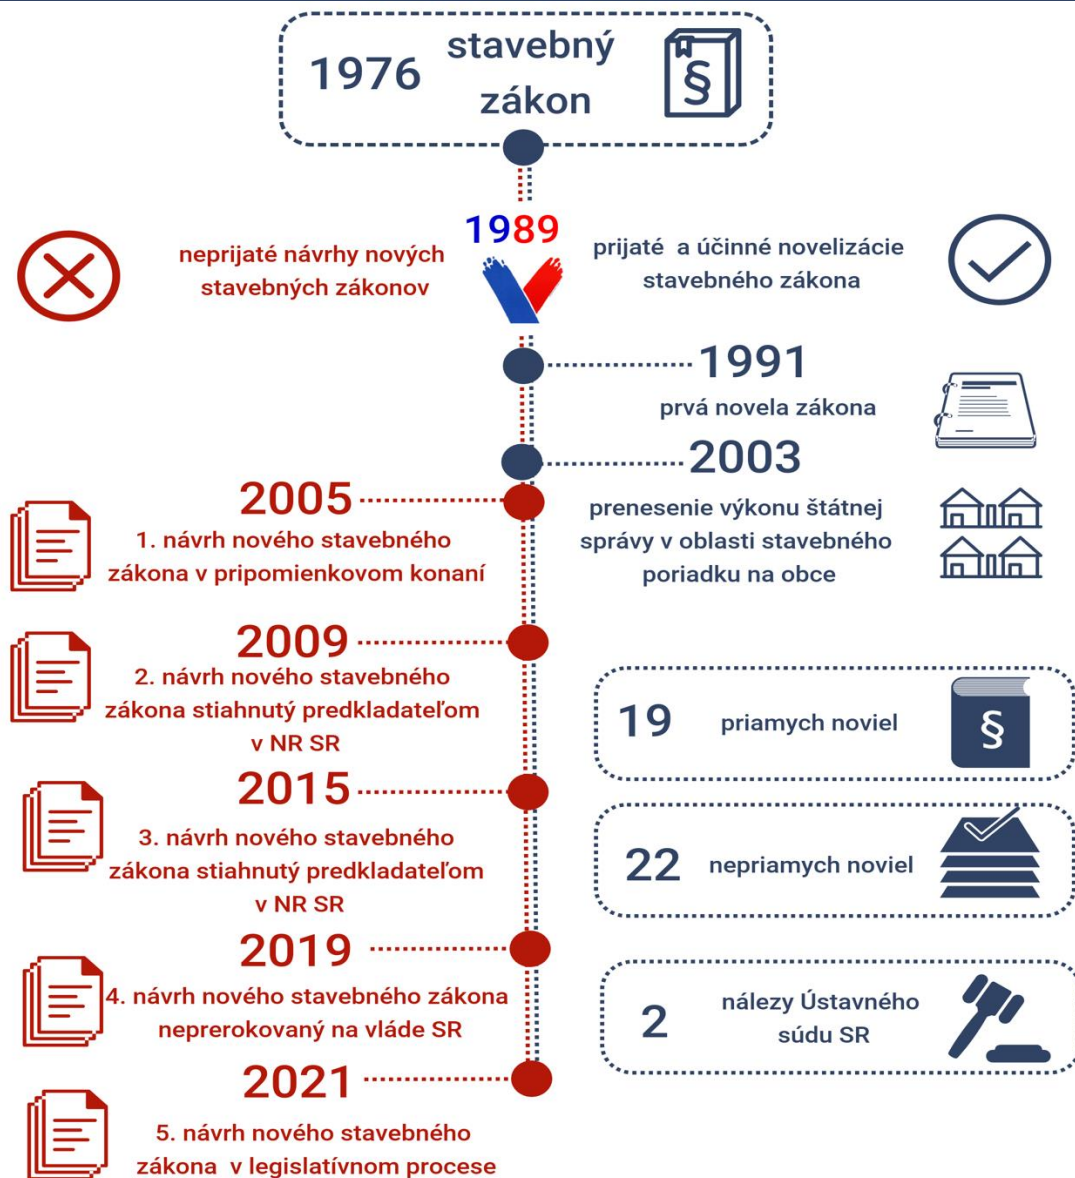 1976
stavebný
zákon
§
1989
neprijaté návrhy nových
stavebných zákonov
prijaté a účinné novelizácie
stavebného zákona
1991
prvá novela zákona
2003
prenesenie výkonu štátnej
správy v oblasti stavebného
poriadku na obce
2005
1. návrh nového stavebného
zákona v pripomienkovom konaní
2009
2. návrh nového stavebného
zákona stiahnutý predkladateľom
v NR SR
2015
3. návrh nového stavebného
zákona stiahnutý predkladateľom
v NR SR
2019
4. návrh nového stavebného zákona
neprerokovaný na vláde SR
2021
5. návrh nového stavebného
zákona v legislatívnom procese
19 priamych noviel
§
22 nepriamych noviel
2 nálezy Ústavného
súdu SR